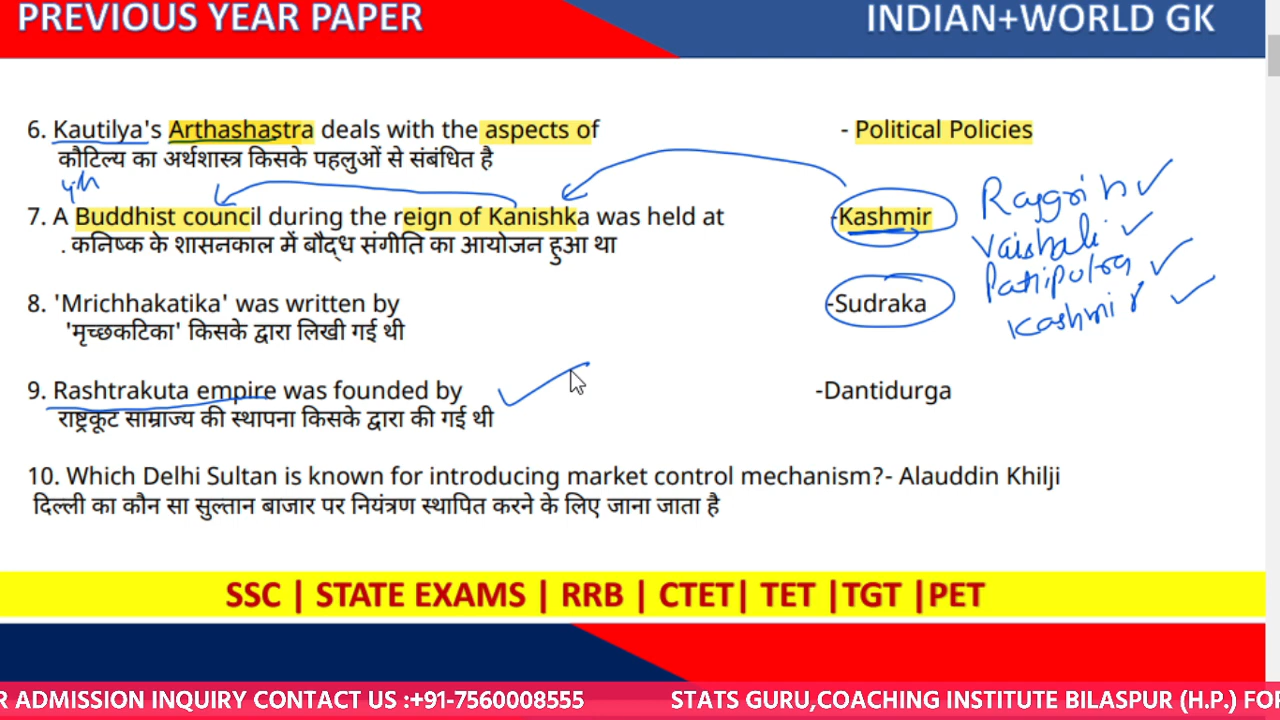 PREVIOUS YEAR PAPER
INDIAN+WORLD GK
6. Kautilya's Arthashastra deals with the aspects of - Political Policies
कौटिल्य का अर्थशास्त्र किसके पहलुओं से संबंधित है
4th
7. A Buddhist council during the reign of Kanishka was held at -Kashmir
. कनिष्क के शासनकाल में बौद्ध संगीति का आयोजन हुआ था
Rajgrih
Vaishali
Kashmir
8. 'Mrichhakatika' was written by -Sudraka
'मृच्छकटिका' किसके द्वारा लिखी गई थी
9. Rashtrakuta empire was founded by -Dantidurga
राष्ट्रकूट साम्राज्य की स्थापना किसके द्वारा की गई थी
10. Which Delhi Sultan is known for introducing market control mechanism?- Alauddin Khilji
दिल्ली का कौन सा सुल्तान बाजार पर नियंत्रण स्थापित करने के लिए जाना जाता है
SSC | STATE EXAMS | RRB | CTET| TET |TGT |PET
R ADMISSION INQUIRY CONTACT US :+91-7560008555 STATS GURU,COACHING INSTITUTE BILASPUR (H.P.) FO